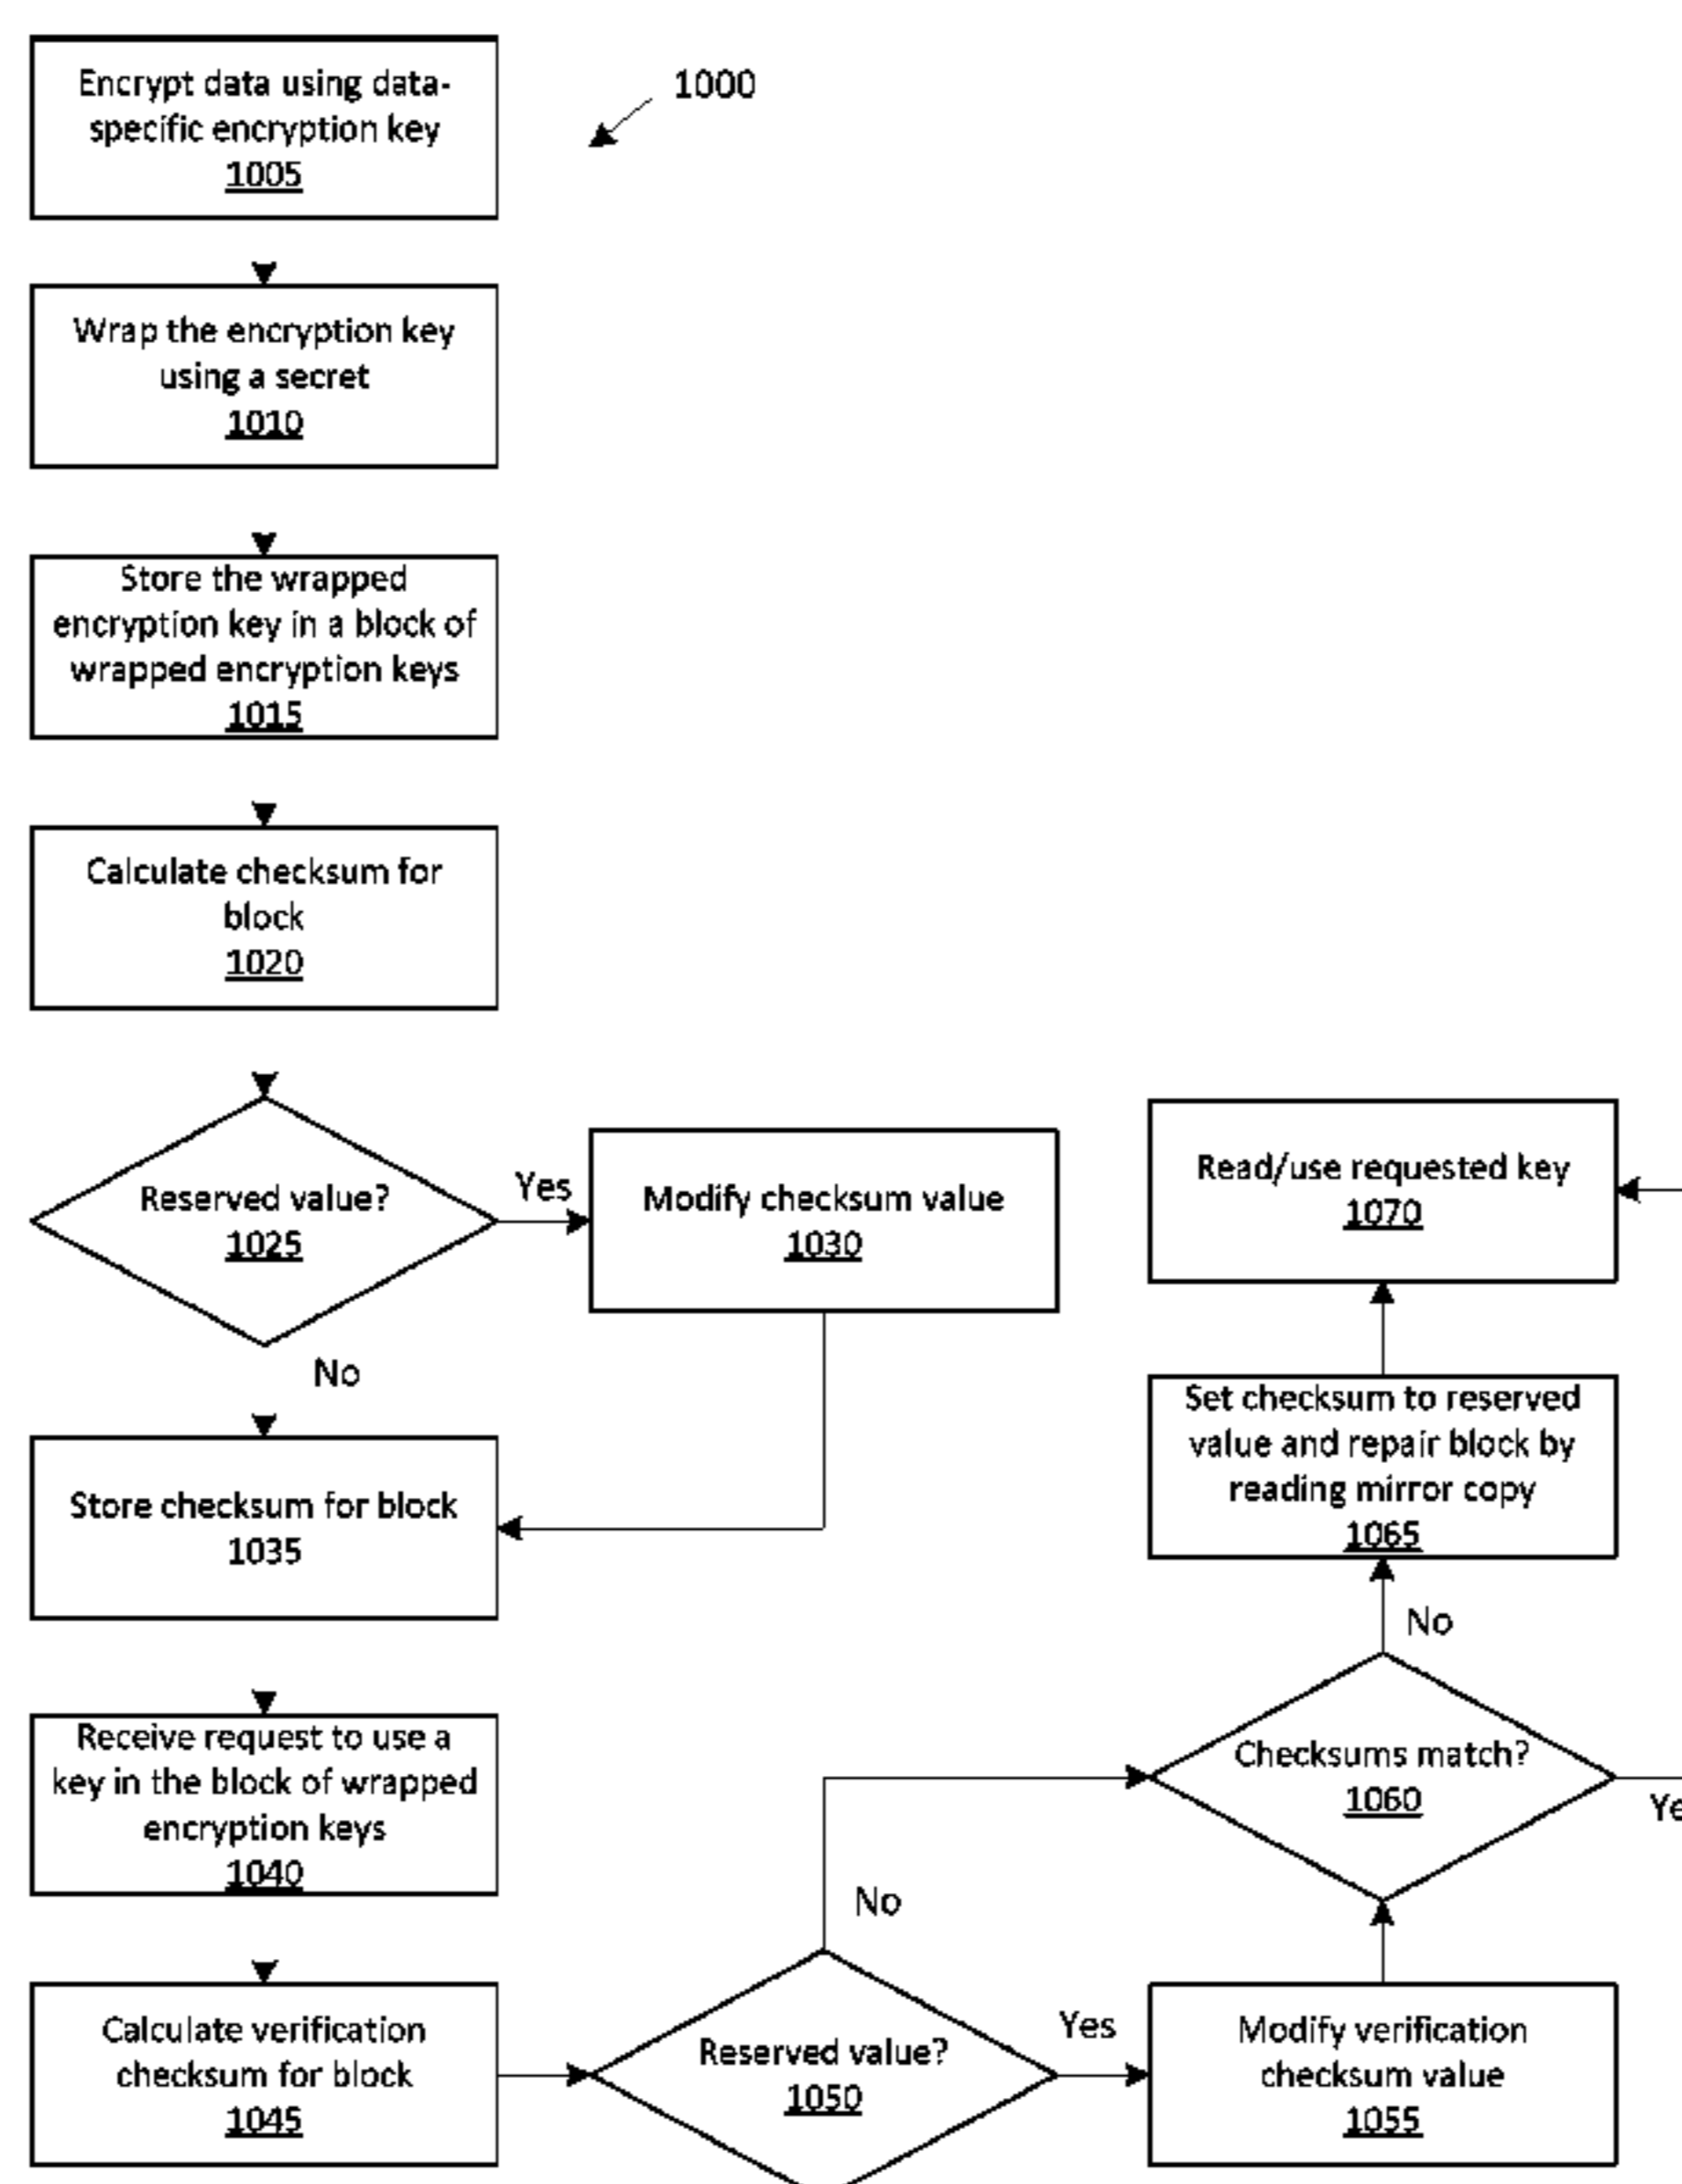 Encrypt data using data-
specific encryption key
1005
1000
Wrap the encryption key
using a secret
1010
Store the wrapped
encryption key in a block of
wrapped encryption keys
1015
Calculate checksum for
block
1020
Reserved value?
1025
Yes
No
Modify checksum value
1030
Store checksum for block
1035
Receive request to use a
key in the block of wrapped
encryption keys
1040
Calculate verification
checksum for block
1045
Reserved value?
1050
No
Yes
Modify verification
checksum value
1055
Checksums match?
1060
No
Ye
Set checksum to reserved
value and repair block by
reading mirror copy
1065
Read/use requested key
1070